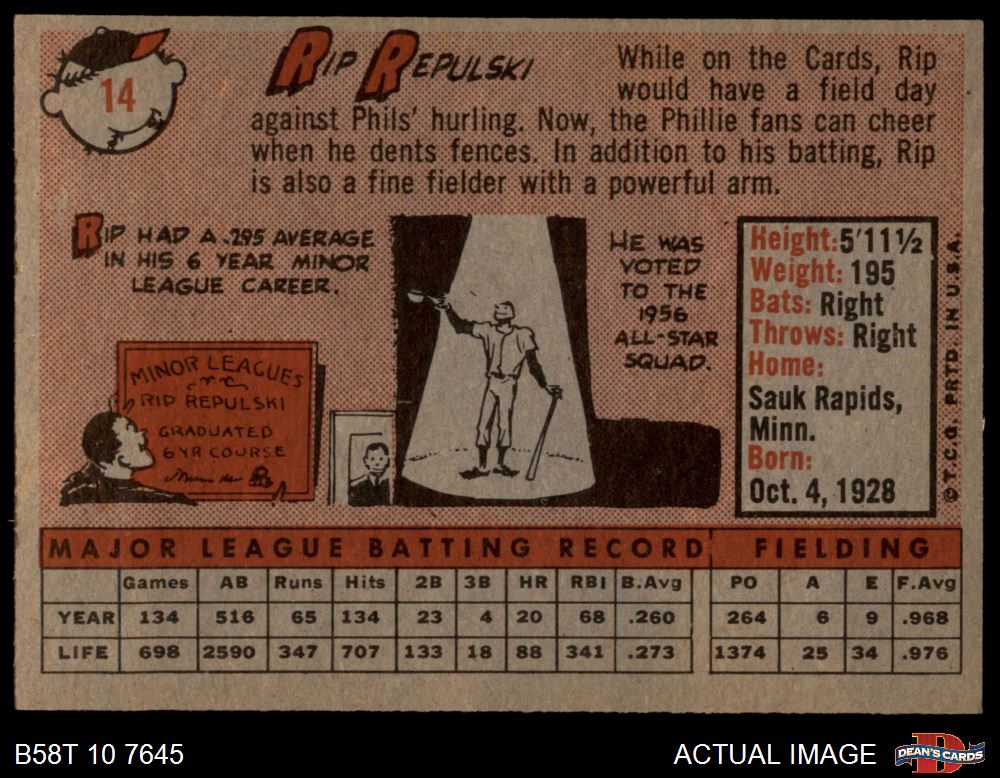 14
RIP REPULSKI
While on the Cards, Rip
would have a field day
against Phils' hurling. Now, the Phillie fans can cheer
when he dents fences. In addition to his batting, Rip
is also a fine fielder with a powerful arm.
RIP HAD A .295 AVERAGE
IN HIS 6 YEAR MINOR
LEAGUE CAREER.
MINOR LEAGUES
RIP REPULSKI
GRADUATED
6 YR COURSE
HE WAS
VOTED
TO THE
1956
ALL-STAR
SQUAD.
Height: 5'11½
Weight: 195
Bats: Right
Throws: Right
Home:
Sauk Rapids,
Minn.
Born:
Oct. 4, 1928
©T.C.G. PRTD. IN U.S.A.
MAJOR LEAGUE BATTING RECORD FIELDING
Games AB Runs Hits 2B 3B HR RBI B.Avg PO A E F.Avg
YEAR 134 516 65 134 23 4 20 68 .260 264 6 9 .968
LIFE 698 2590 347 707 133 18 88 341 .273 1374 25 34 .976
B58T 10 7645
ACTUAL IMAGE
DEAN'S CARDS